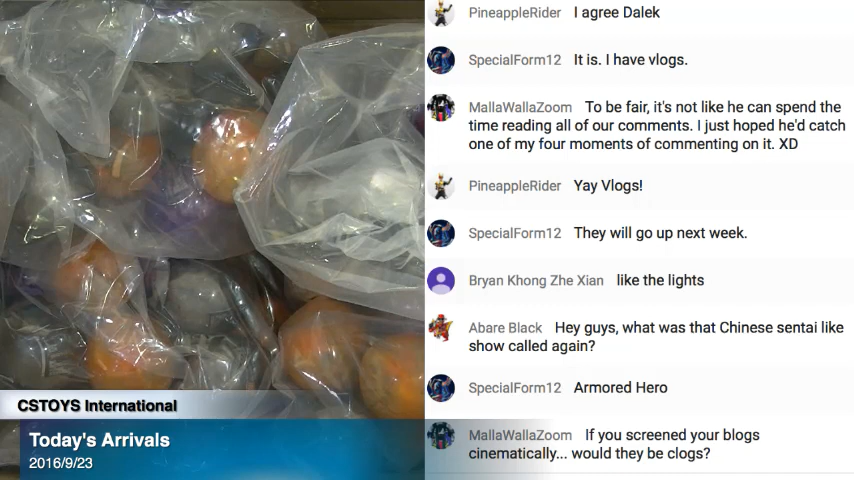 PineappleRider I agree Dalek
SpecialForm12 It is. I have vlogs.
MallaWallaZoom To be fair, it's not like he can spend the
time reading all of our comments. I just hoped he'd catch
one of my four moments of commenting on it. XD
PineappleRider Yay Vlogs!
SpecialForm12 They will go up next week.
Bryan Khong Zhe Xian like the lights
Abare Black Hey guys, what was that Chinese sentai like
show called again?
SpecialForm12 Armored Hero
MallaWallaZoom If you screened your blogs
cinematically... would they be clogs?
CSTOYS International
Today's Arrivals
2016/9/23